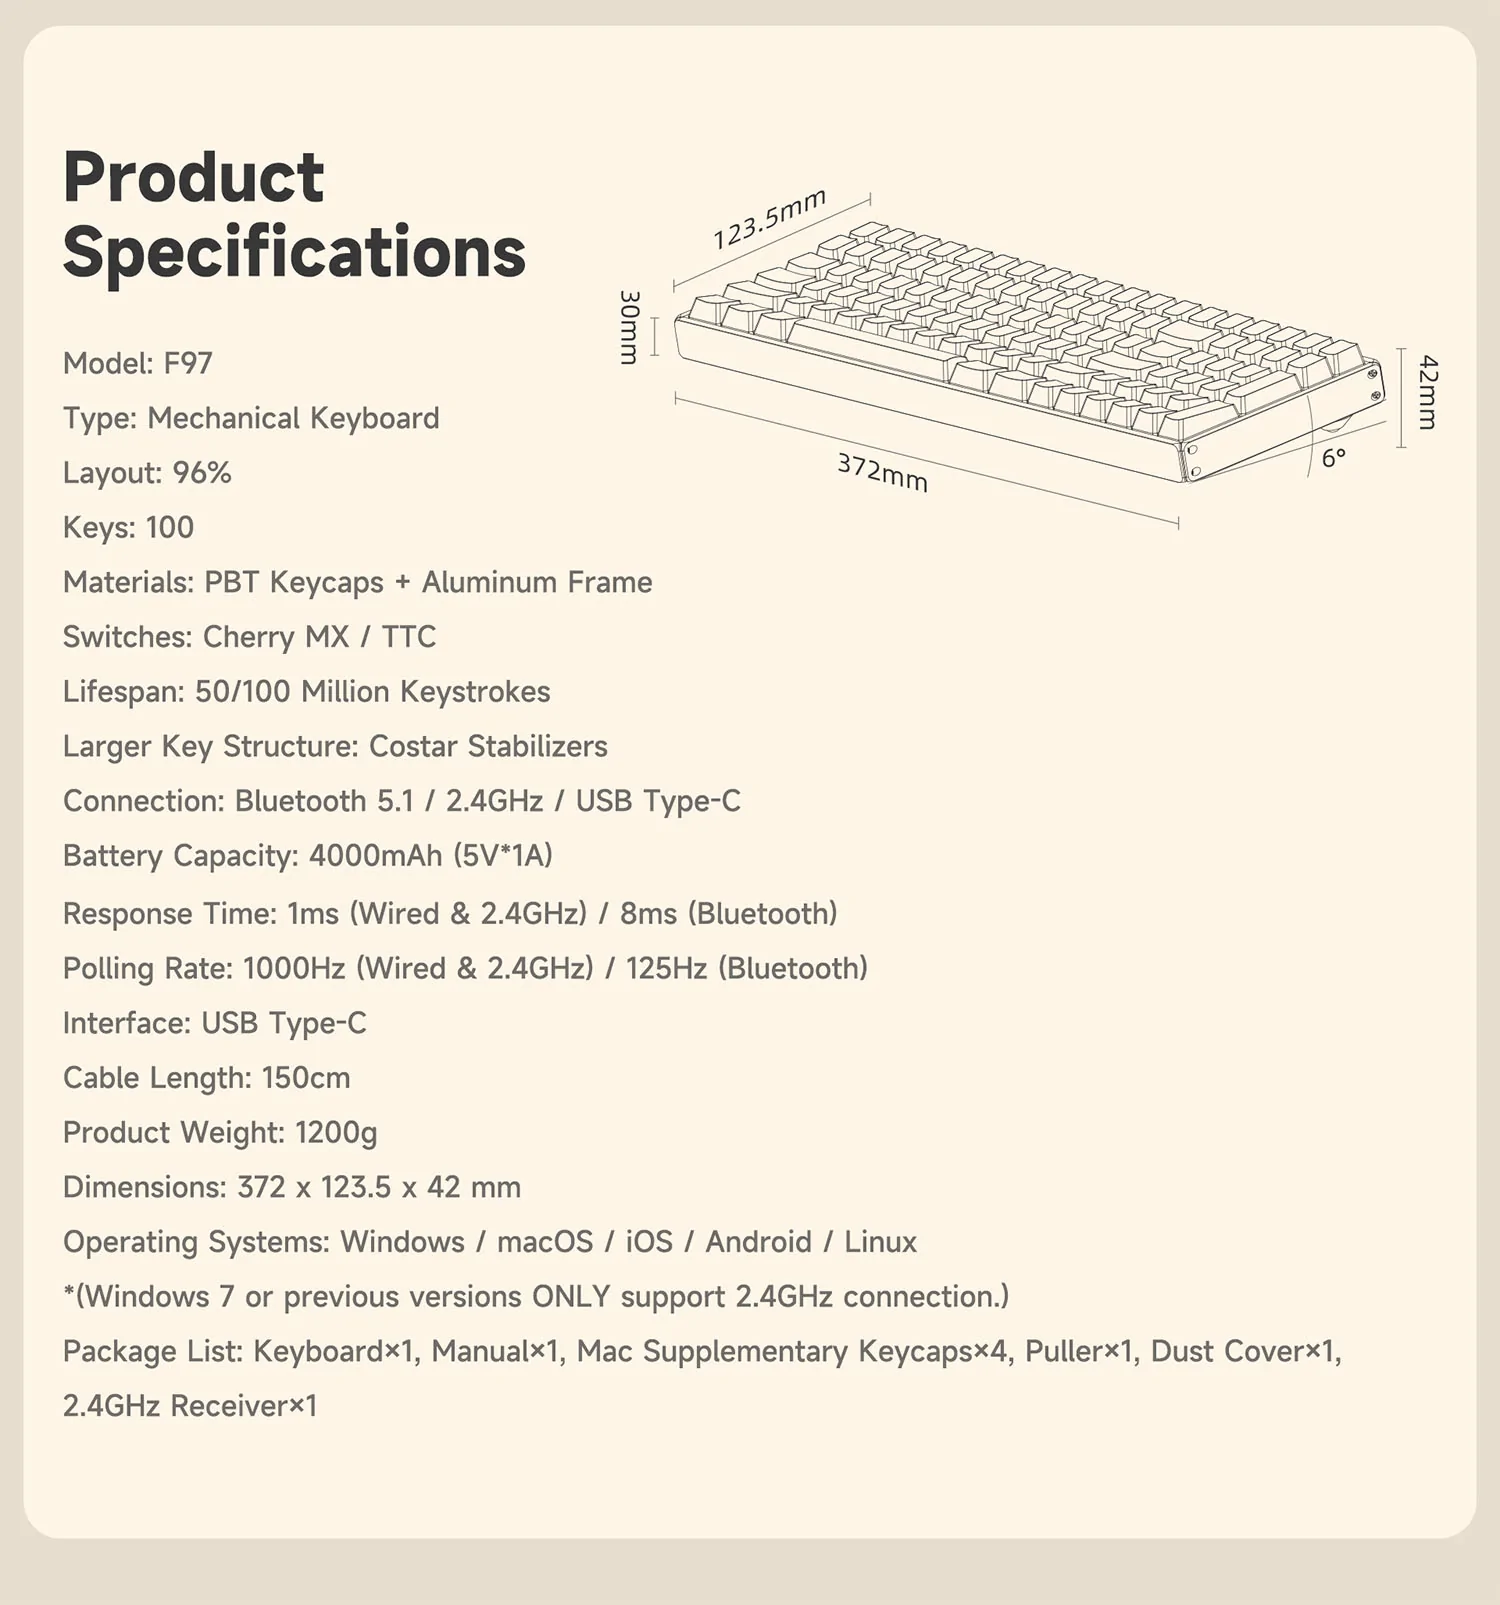 Product
Specifications
123.5mm
30mm
42mm
372mm
6°
Model: F97
Type: Mechanical Keyboard
Layout: 96%
Keys: 100
Materials: PBT Keycaps + Aluminum Frame
Switches: Cherry MX / TTC
Lifespan: 50/100 Million Keystrokes
Larger Key Structure: Costar Stabilizers
Connection: Bluetooth 5.1 / 2.4GHz / USB Type-C
Battery Capacity: 4000mAh (5V*1A)
Response Time: 1ms (Wired & 2.4GHz) / 8ms (Bluetooth)
Polling Rate: 1000Hz (Wired & 2.4GHz) / 125Hz (Bluetooth)
Interface: USB Type-C
Cable Length: 150cm
Product Weight: 1200g
Dimensions: 372 x 123.5 x 42 mm
Operating Systems: Windows / macOS / iOS / Android / Linux
*(Windows 7 or previous versions ONLY support 2.4GHz connection.)
Package List: Keyboard×1, Manual×1, Mac Supplementary Keycaps×4, Puller×1, Dust Cover×1,
2.4GHz Receiver×1